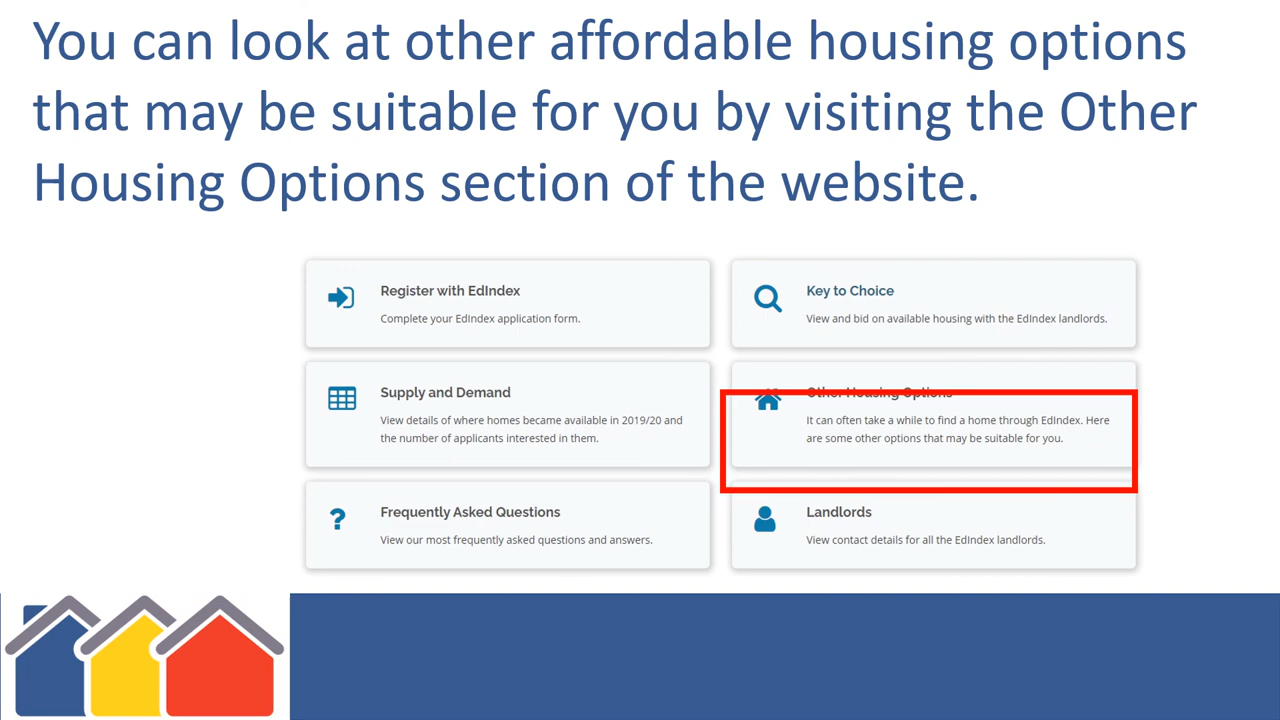 You can look at other affordable housing options
that may be suitable for you by visiting the Other
Housing Options section of the website.
Register with EdIndex
Complete your EdIndex application form.
Key to Choice
View and bid on available housing with the EdIndex landlords.
Supply and Demand
View details of where homes became available in 2019/20 and
the number of applicants interested in them.
Other Housing Options
It can often take a while to find a home through EdIndex. Here
are some other options that may be suitable for you.
Frequently Asked Questions
View our most frequently asked questions and answers.
Landlords
View contact details for all the EdIndex landlords.